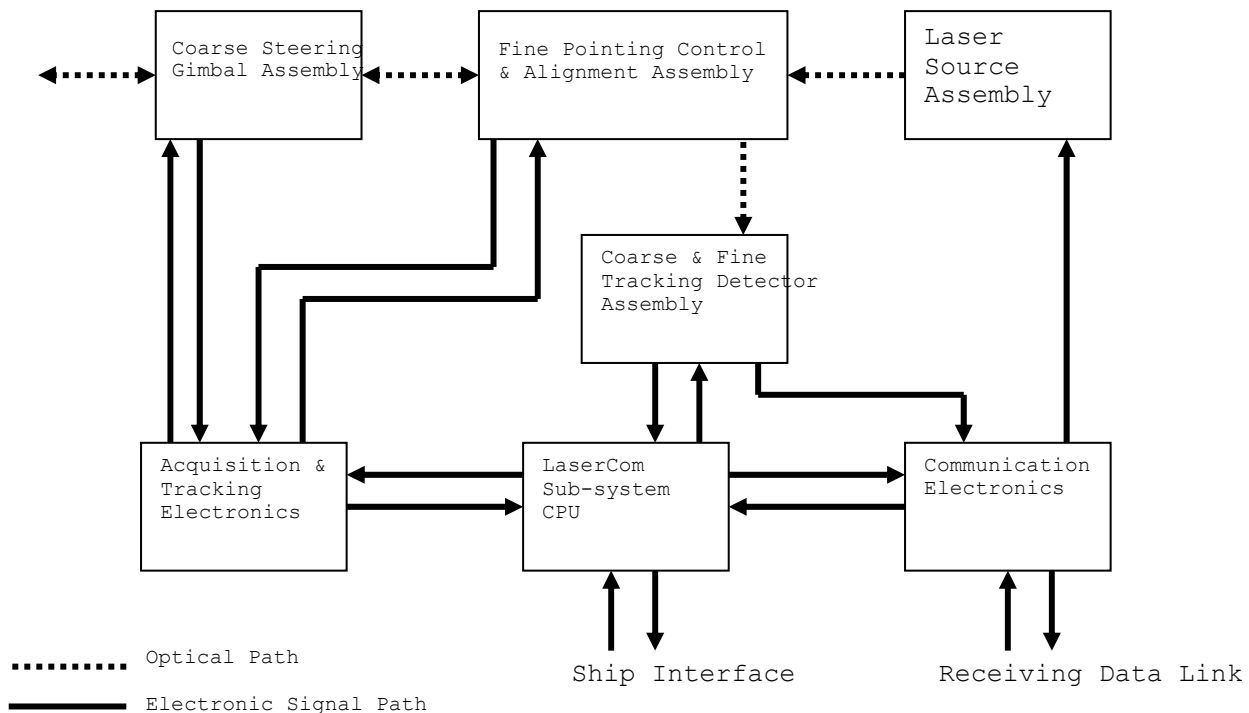 Coarse Steering
Gimbal Assembly
Fine Pointing Control
& Alignment Assembly
Laser
Source
Assembly
Coarse & Fine
Tracking Detector
Assembly
Acquisition &
Tracking
Electronics
LaserCom
Sub-system
CPU
Communication
Electronics
Optical Path
Ship Interface
Receiving Data Link
Electronic Signal Path